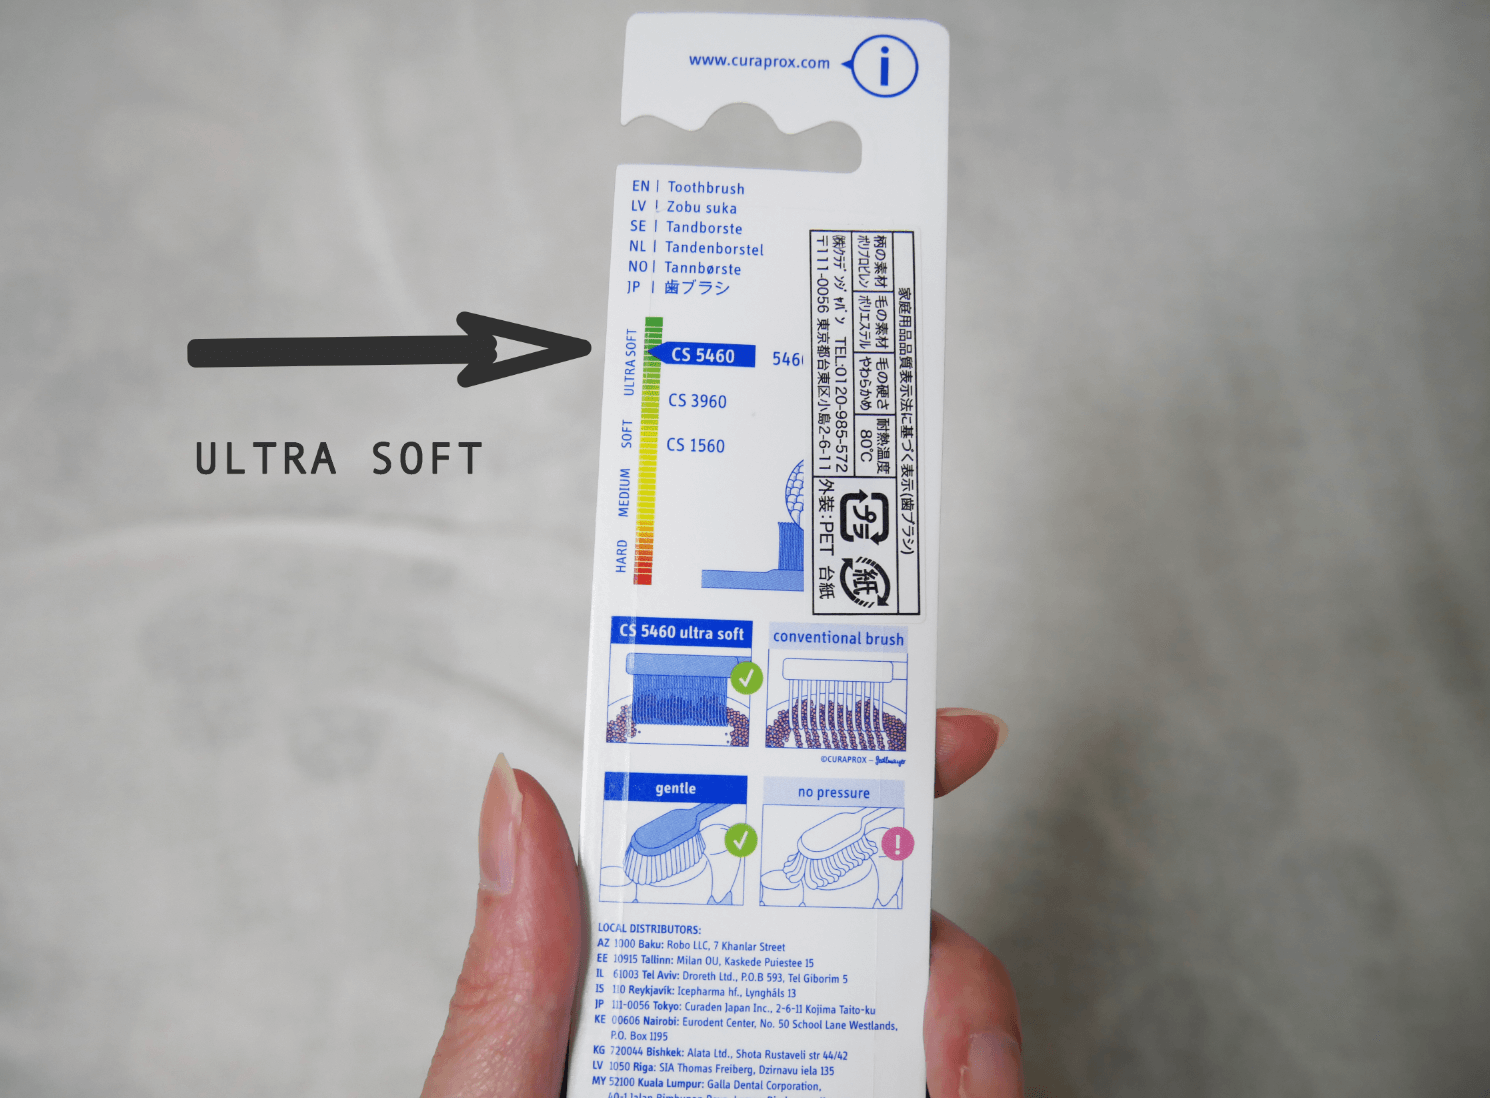 www.curaprox.com
i
EN | Toothbrush
LV | Zobu suka
SE | Tandborste
NL | Tandenborstel
NO | Tannbørste
JP | 歯ブラシ
ULTRA SOFT
SOFT
MEDIUM
HARD
CS 5460
CS 3960
CS 1560
ULTRA SOFT
家庭用品品質表示法に基づく表示(歯ブラシ)
柄の素材 毛の素材 毛の硬さ 耐熱温度
ポリプロピレン ポリエステル やわらかめ 80℃
㈱クラデンジャパン TEL:0120-985-572
〒111-0056 東京都台東区小島2-6-11
プラ
紙
外装:PET 台紙
CS 5460 ultra soft
conventional brush
©CURAPROX –
gentle
no pressure
LOCAL DISTRIBUTORS:
AZ 1000 Baku: Robo LLC, 7 Khanlar Street
EE 10915 Tallinn: Milan OU, Kaskede Puiestee 15
IL 61003 Tel Aviv: Droreth Ltd., P.O.B 593, Tel Giborim 5
IS 110 Reykjavík: Icepharma hf., Lyngháls 13
JP 111-0056 Tokyo: Curaden Japan Inc., 2-6-11 Kojima Taito-ku
KE 00606 Nairobi: Eurodent Center, No. 50 School Lane Westlands,
P.O. Box 1195
KG 720044 Bishkek: Alata Ltd., Shota Rustaveli str 44/42
LV 1050 Riga: SIA Thomas Freiberg, Dzirnavu iela 135
MY 52100 Kuala Lumpur: Galla Dental Corporation,